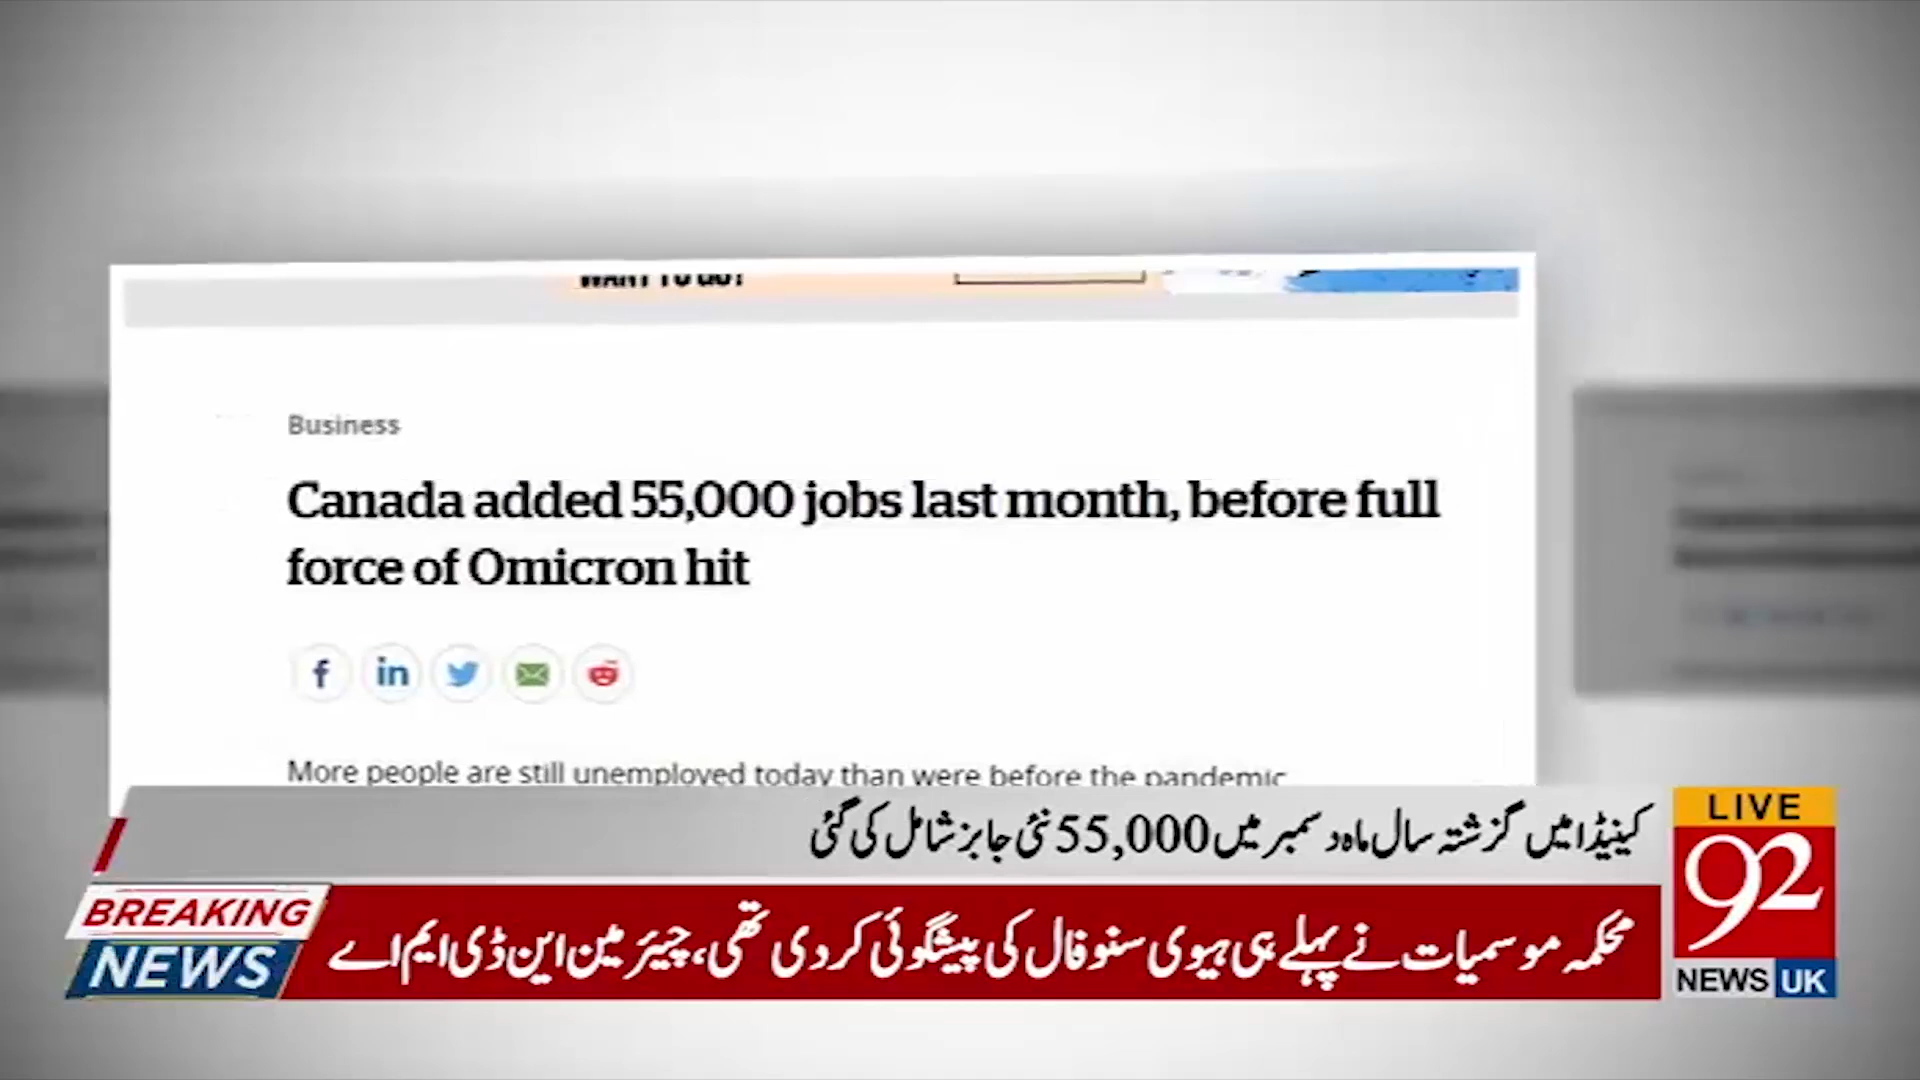 WANT TO GO?
Business
Canada added 55,000 jobs last month, before full
force of Omicron hit
More people are still unemployed today than were before the pandemic
کینیڈا میں گزشتہ سال ماہ دسمبر میں 55,000 نئی جابز شامل کی گئی
LIVE
92
NEWS UK
BREAKING
NEWS
محکمہ موسمیات نے پہلے ہی ہیوی سنوفال کی پیشگوئی کر دی تھی، چیئرمین این ڈی ایم اے